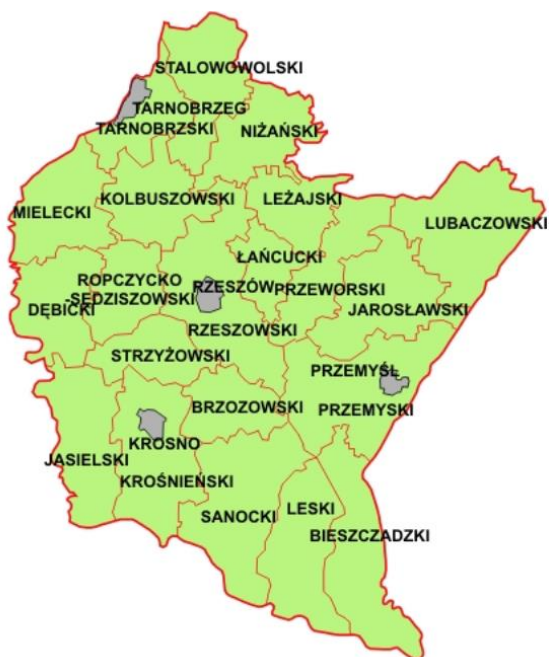 STALOWOWOLSKI
TARNOBRZEG
TARNOBRZSKI
NIŻAŃSKI
MIELECKI
KOLBUSZOWSKI
LEŻAJSKI
LUBACZOWSKI
ŁAŃCUCKI
ROPCZYCKO
-SĘDZISZOWSKI
RZESZÓW
PRZEWORSKI
DĘBICKI
JAROSŁAWSKI
RZESZOWSKI
STRZYŻOWSKI
PRZEMYŚL
BRZOZOWSKI
PRZEMYSKI
KROSNO
JASIELSKI
KROŚNIEŃSKI
SANOCKI
LESKI
BIESZCZADZKI